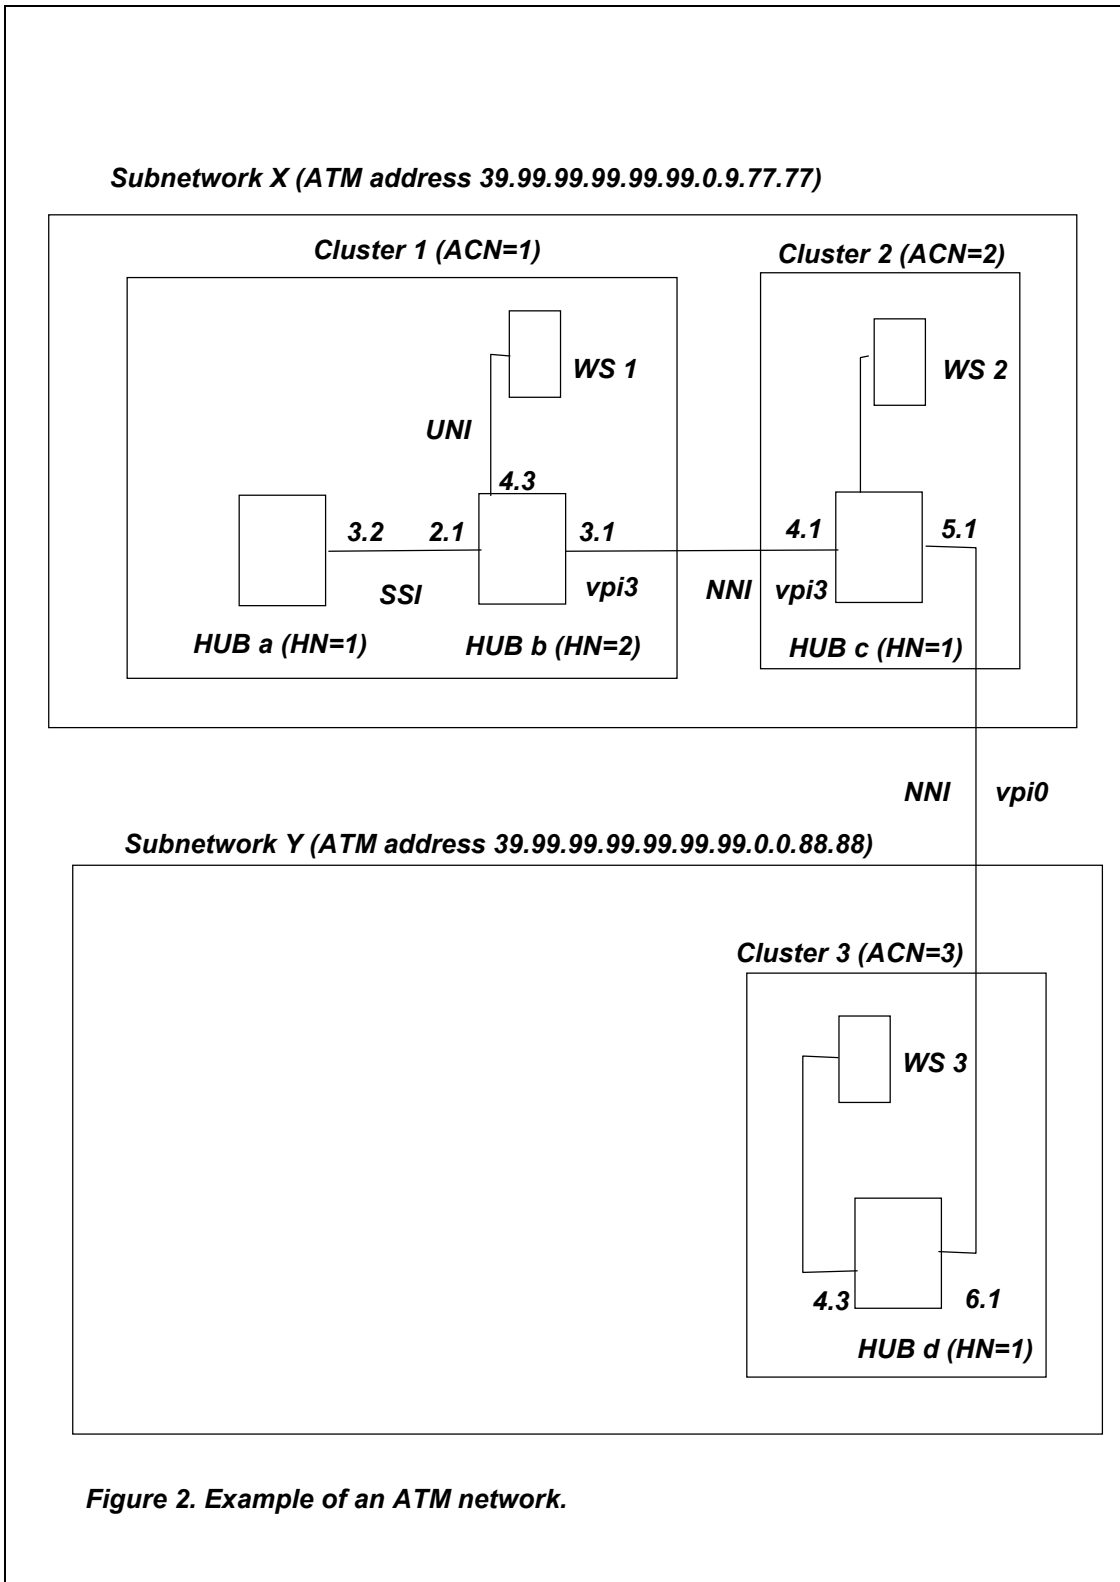 Subnetwork X (ATM address 39.99.99.99.99.99.0.9.77.77)
Cluster 1 (ACN=1)
Cluster 2 (ACN=2)
WS 1
WS 2
UNI
4.3
3.2
2.1
3.1
4.1
5.1
SSI
vpi3
NNI
vpi3
HUB a (HN=1)
HUB b (HN=2)
HUB c (HN=1)
NNI
vpi0
Subnetwork Y (ATM address 39.99.99.99.99.99.99.0.0.88.88)
Cluster 3 (ACN=3)
WS 3
4.3
6.1
HUB d (HN=1)
Figure 2. Example of an ATM network.